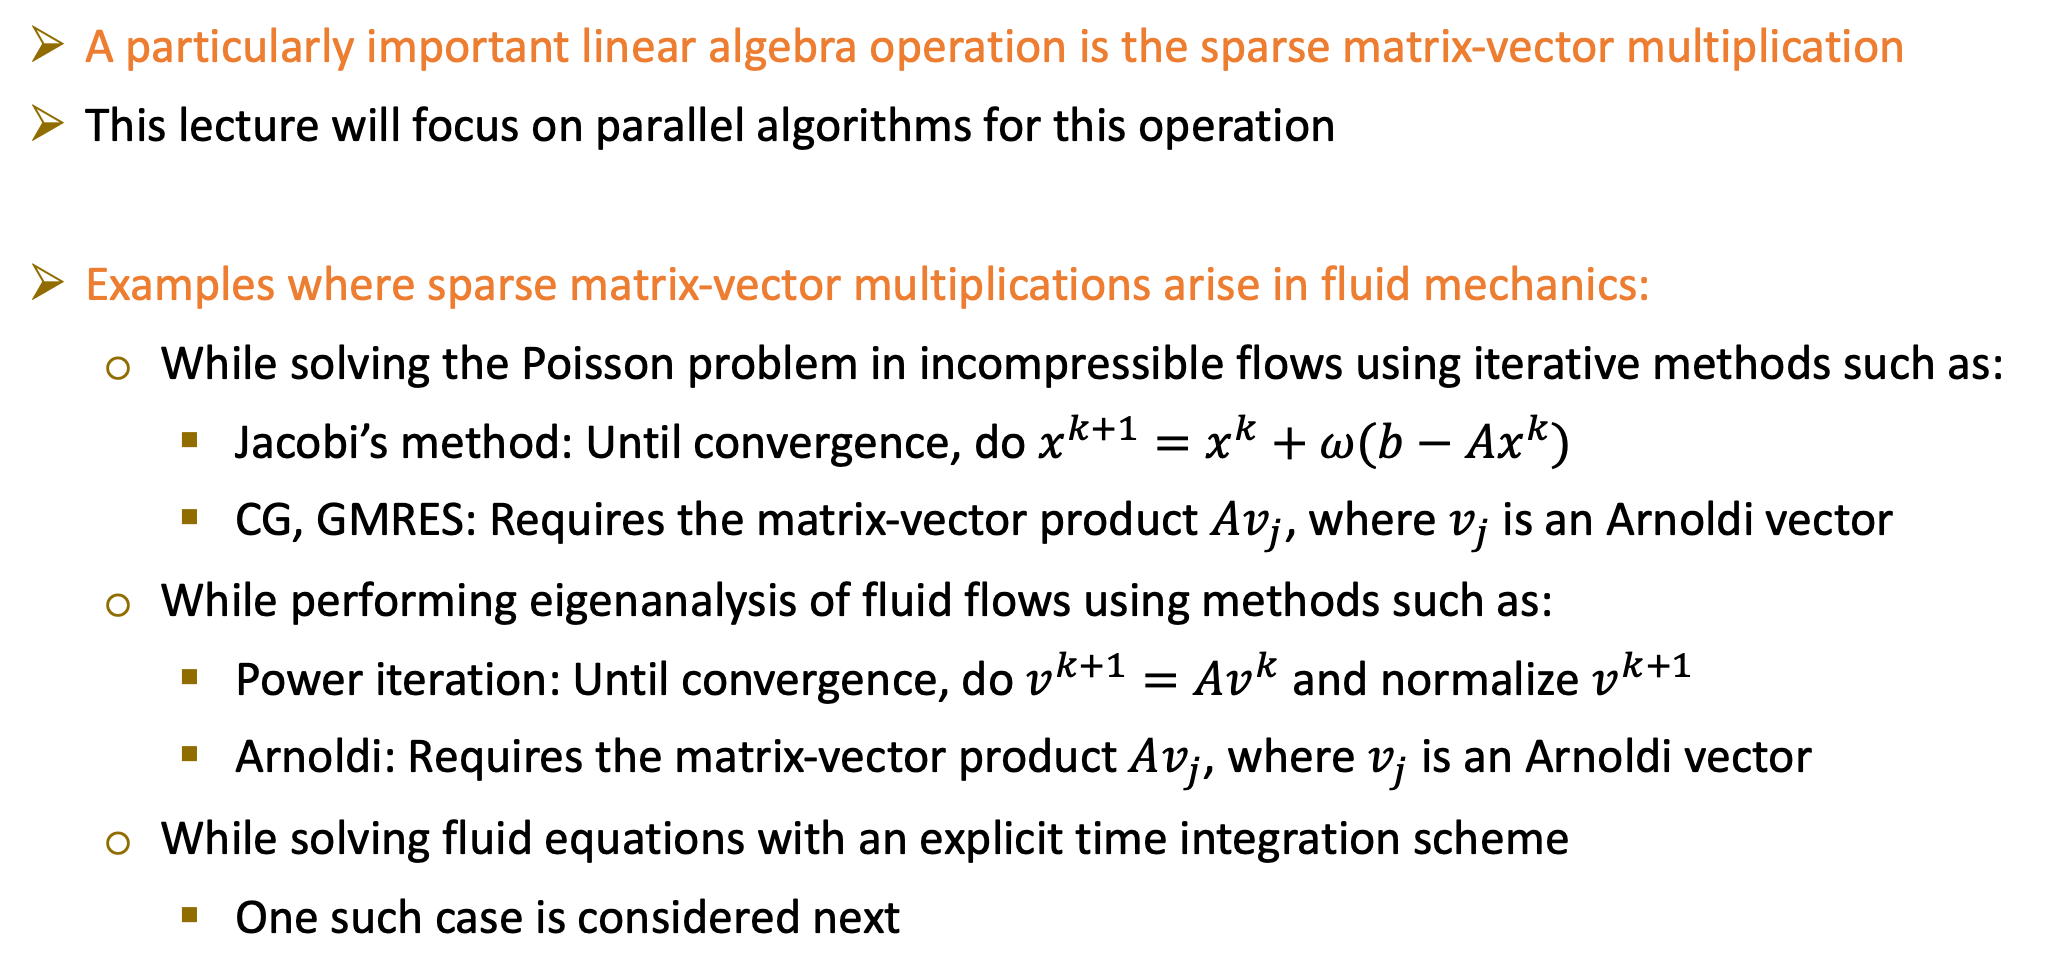 ➢ A particularly important linear algebra operation is the sparse matrix-vector multiplication
➢ This lecture will focus on parallel algorithms for this operation
➢ Examples where sparse matrix-vector multiplications arise in fluid mechanics:
o While solving the Poisson problem in incompressible flows using iterative methods such as:
▪ Jacobi’s method: Until convergence, do $x^{k+1} = x^k + \omega(b - Ax^k)$
▪ CG, GMRES: Requires the matrix-vector product $Av_j$, where $v_j$ is an Arnoldi vector
o While performing eigenanalysis of fluid flows using methods such as:
▪ Power iteration: Until convergence, do $v^{k+1} = Av^k$ and normalize $v^{k+1}$
▪ Arnoldi: Requires the matrix-vector product $Av_j$, where $v_j$ is an Arnoldi vector
o While solving fluid equations with an explicit time integration scheme
▪ One such case is considered next